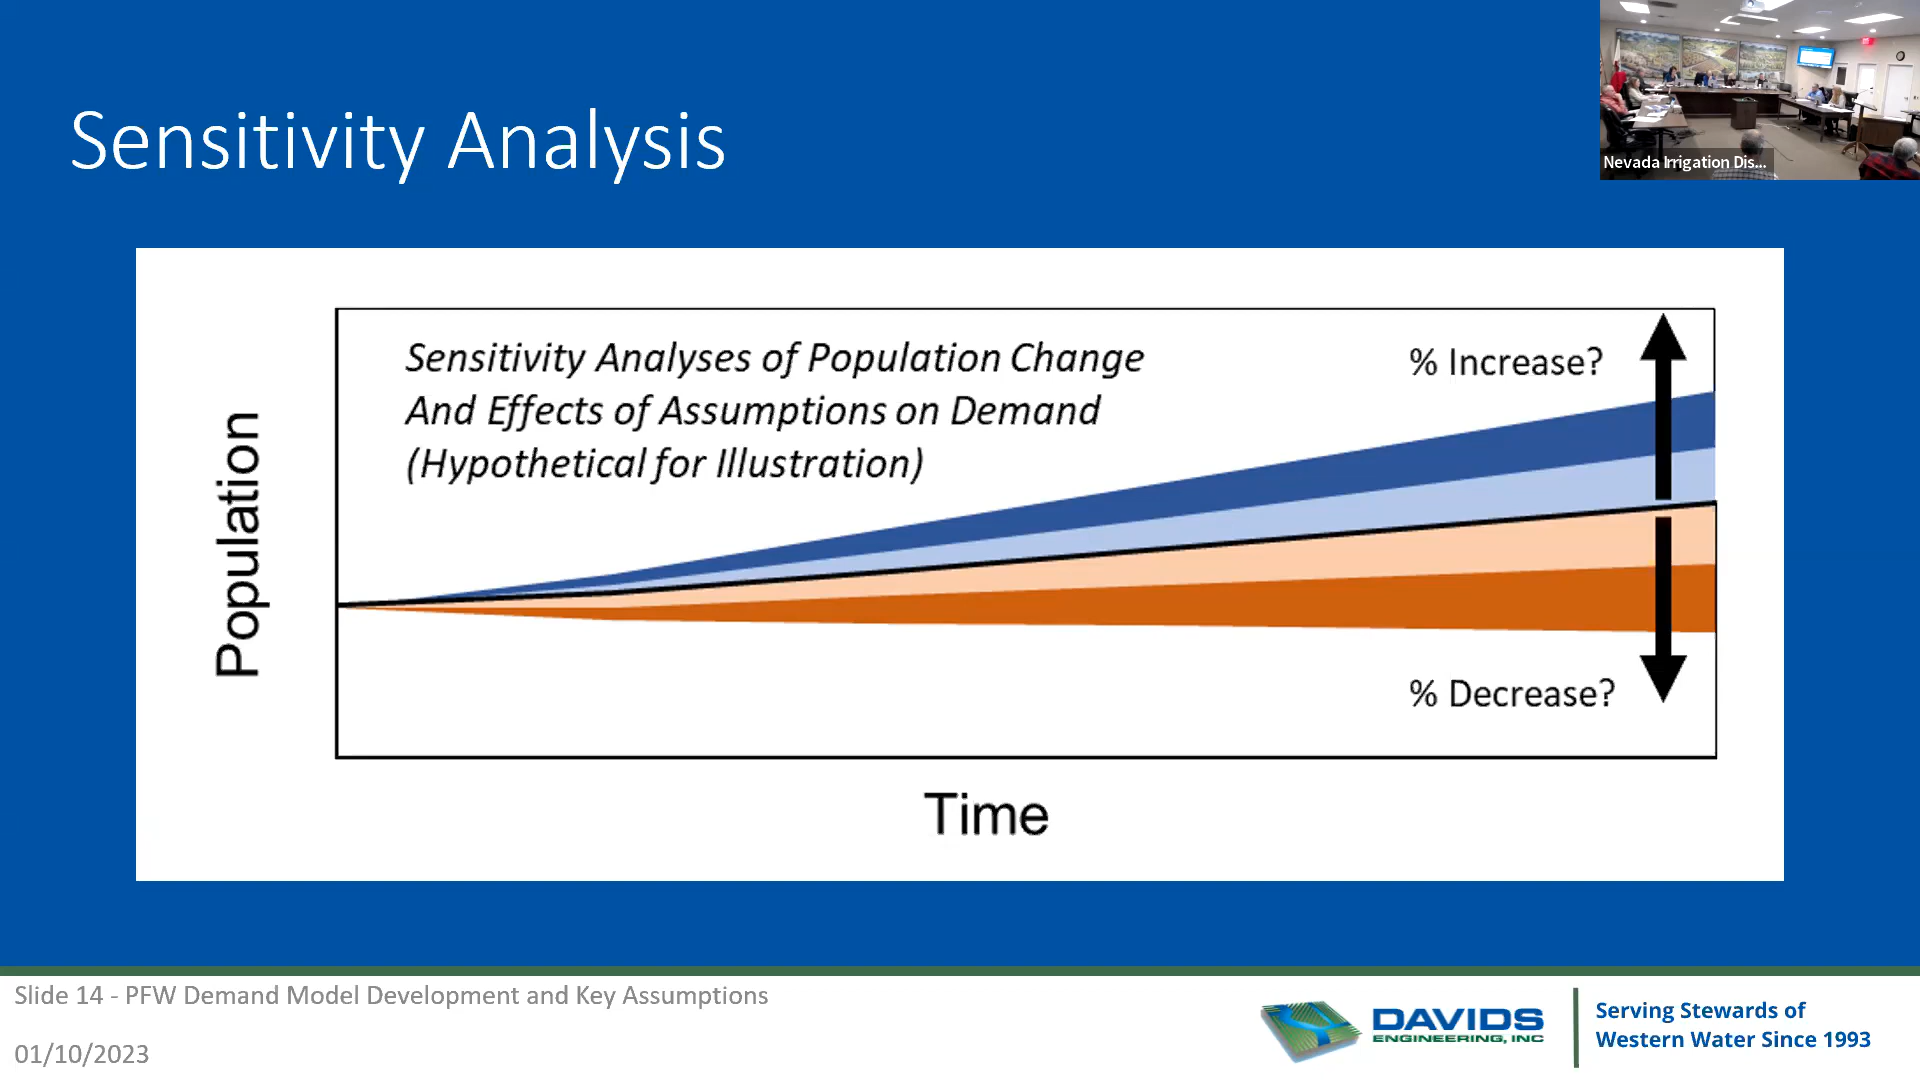 Sensitivity Analysis
Nevada Irrigation Dis...
Sensitivity Analyses of Population Change
And Effects of Assumptions on Demand
(Hypothetical for Illustration)
% Increase?
Population
% Decrease?
Time
Slide 14 - PFW Demand Model Development and Key Assumptions
01/10/2023
DAVIDS
ENGINEERING, INC
Serving Stewards of
Western Water Since 1993